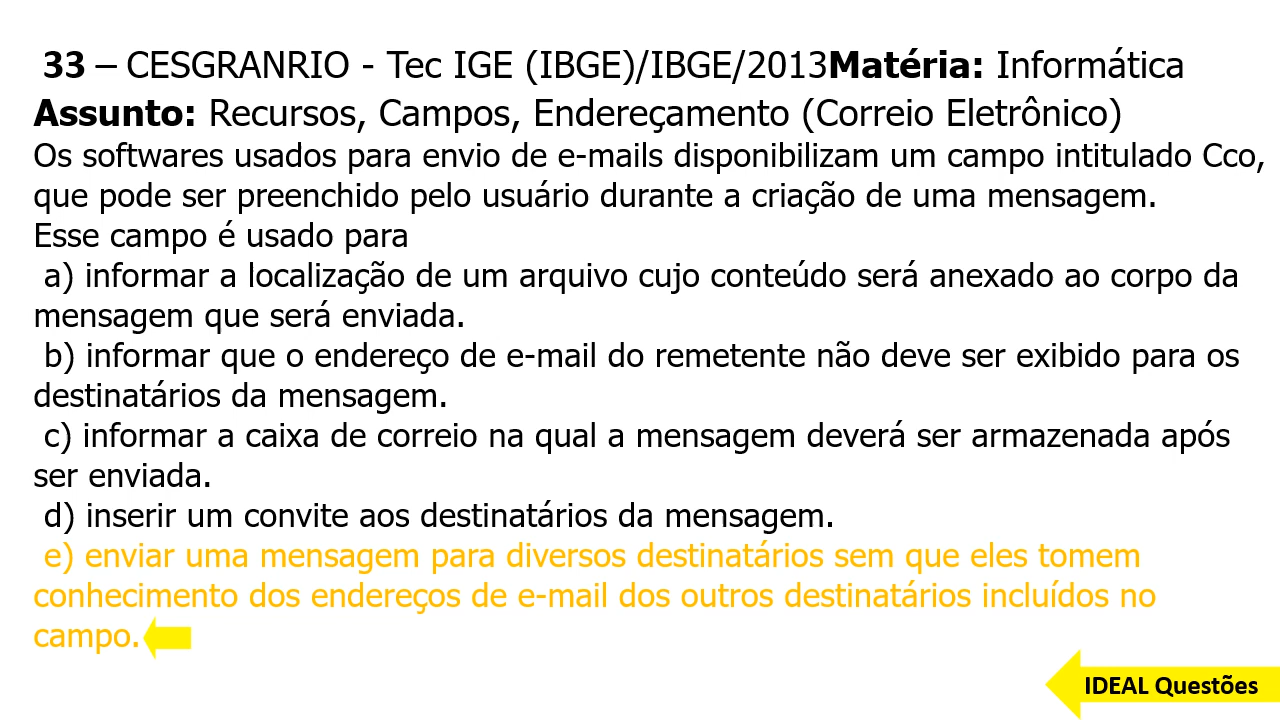 33 – CESGRANRIO - Tec IGE (IBGE)/IBGE/2013Matéria: Informática
Assunto: Recursos, Campos, Endereçamento (Correio Eletrônico)
Os softwares usados para envio de e-mails disponibilizam um campo intitulado Cco,
que pode ser preenchido pelo usuário durante a criação de uma mensagem.
Esse campo é usado para
a) informar a localização de um arquivo cujo conteúdo será anexado ao corpo da
mensagem que será enviada.
b) informar que o endereço de e-mail do remetente não deve ser exibido para os
destinatários da mensagem.
c) informar a caixa de correio na qual a mensagem deverá ser armazenada após
ser enviada.
d) inserir um convite aos destinatários da mensagem.
e) enviar uma mensagem para diversos destinatários sem que eles tomem
conhecimento dos endereços de e-mail dos outros destinatários incluídos no
campo.
IDEAL Questões